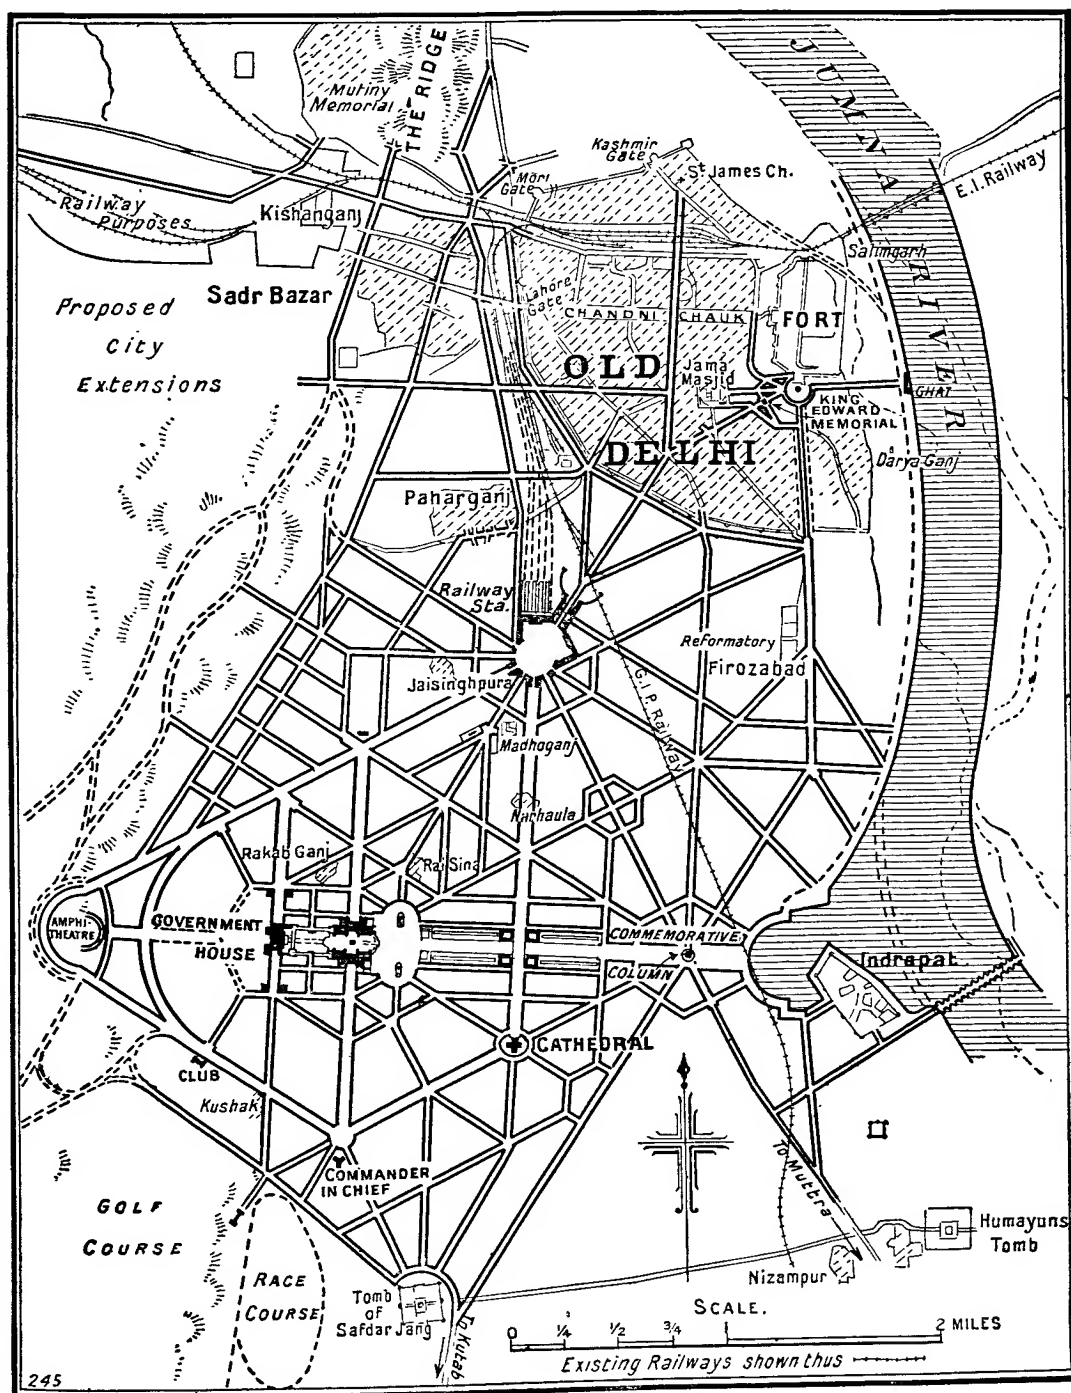 JUMNA RIVER
Mutiny
Memorial
THE RIDGE
Kashmir
Gate
St James Ch.
Mori
Gate
E.I. Railway
Railway
Purposes
Kishanganj
Salimgarh
Sadr Bazar
Lahore
Gate
CHANDNI CHAUK
FORT
Proposed
City
Extensions
OLD
DELHI
Jama
Masjid
GHAT
KING
EDWARD
MEMORIAL
Darya Ganj
Paharganj
Railway
Sta.
Reformatory
Firozabad
Jaisinghpura
G.I.P. Railway
Madhoganj
Narhaula
Rakab Ganj
Rai Sina
AMPHI
THEATRE
GOVERNMENT
HOUSE
COMMEMORATIVE
COLUMN
Indrapat
CATHEDRAL
CLUB
Kushak
COMMANDER
IN CHIEF
To Muttra
GOLF
COURSE
RACE
COURSE
Humayuns
Tomb
Nizampur
Tomb
of
Safdar Jang
To Kutab
SCALE.
0 1/4 1/2 3/4 1 2 MILES
Existing Railways shown thus
245